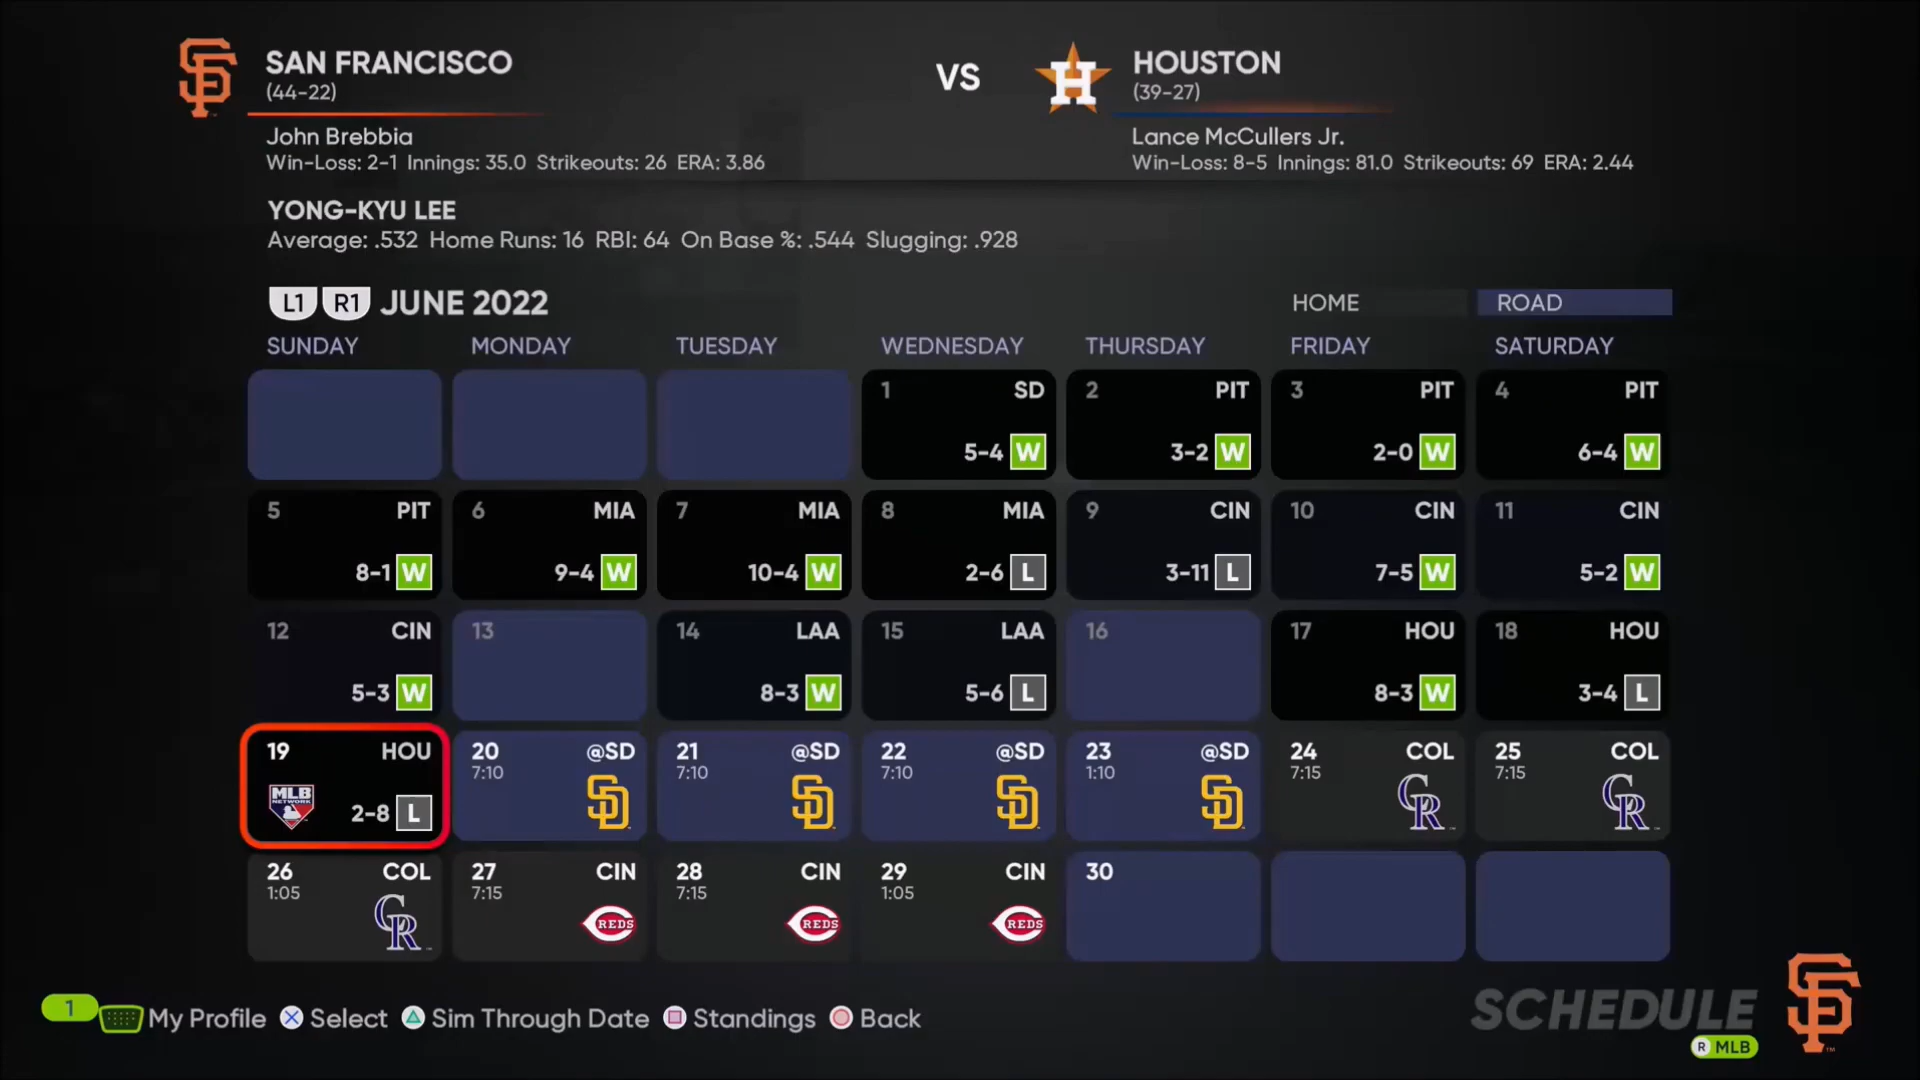 SAN FRANCISCO
(44-22)
VS
HOUSTON
(39-27)
John Brebbia
Win-Loss: 2-1 Innings: 35.0 Strikeouts: 26 ERA: 3.86
Lance McCullers Jr.
Win-Loss: 8-5 Innings: 81.0 Strikeouts: 69 ERA: 2.44
YONG-KYU LEE
Average: .532 Home Runs: 16 RBI: 64 On Base %: .544 Slugging: .928
L1 R1 JUNE 2022
HOME ROAD
SUNDAY MONDAY TUESDAY WEDNESDAY THURSDAY FRIDAY SATURDAY
1 SD 2 PIT 3 PIT 4 PIT
5-4 W 3-2 W 2-0 W 6-4 W
5 PIT 6 MIA 7 MIA 8 MIA 9 CIN 10 CIN 11 CIN
8-1 W 9-4 W 10-4 W 2-6 L 3-11 L 7-5 W 5-2 W
12 CIN 13 14 LAA 15 LAA 16 17 HOU 18 HOU
5-3 W 8-3 W 5-6 L 8-3 W 3-4 L
19 HOU 20 @SD 21 @SD 22 @SD 23 @SD 24 COL 25 COL
7:10 7:10 7:10 1:10 7:15 7:15
MLB NETWORK 2-8 L SD SD SD SD CR CR
26 COL 27 CIN 28 CIN 29 CIN 30
1:05 7:15 7:15 1:05
CR REDS REDS REDS
1 My Profile Select Sim Through Date Standings Back
SCHEDULE
R MLB
SF